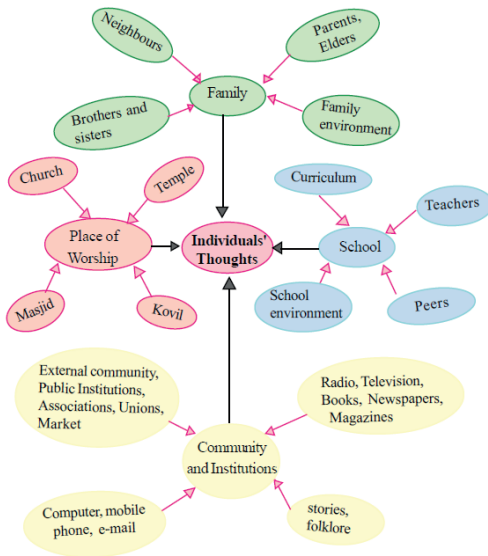 Neighbours
Parents,
Elders
Family
Brothers and
sisters
Family
environment
Church
Temple
Curriculum
Teachers
Place of
Worship
Individuals'
Thoughts
School
Masjid
Kovil
School
environment
Peers
External community,
Public Institutions,
Associations, Unions,
Market
Radio, Television,
Books, Newspapers,
Magazines
Community
and Institutions
Computer, mobile
phone, e-mail
stories,
folklore